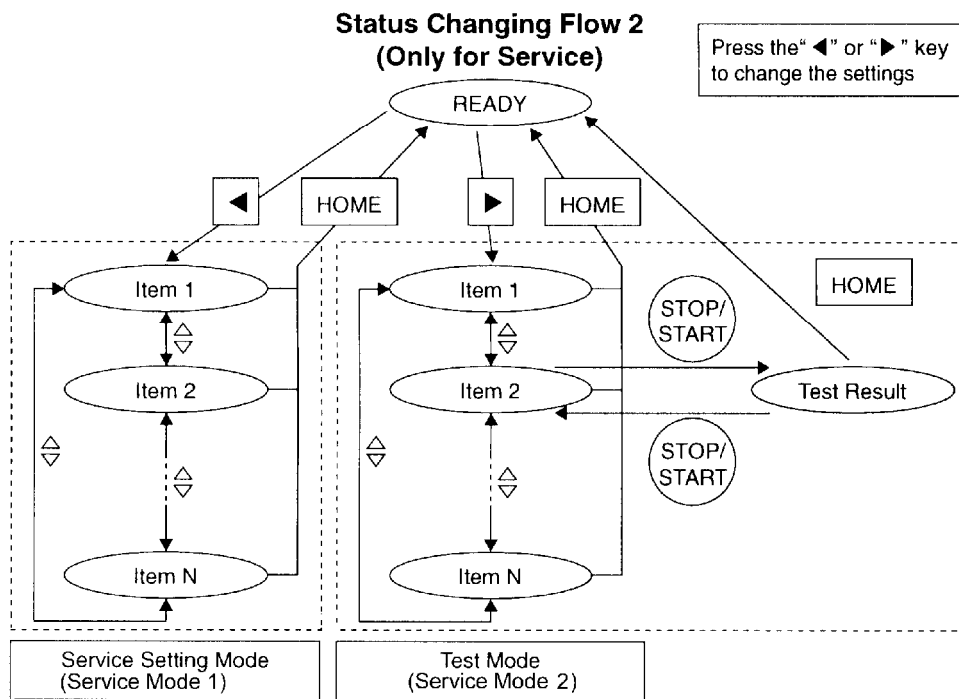 Status Changing Flow 2
(Only for Service)
Press the“ ◀” or “▶ ” key
to change the settings
READY
◀
HOME
▶
HOME
Item 1
Item 1
STOP/
START
HOME
△
▽
△
▽
Item 2
Item 2
Test Result
△
▽
△
▽
△
▽
△
▽
STOP/
START
Item N
Item N
Service Setting Mode
(Service Mode 1)
Test Mode
(Service Mode 2)